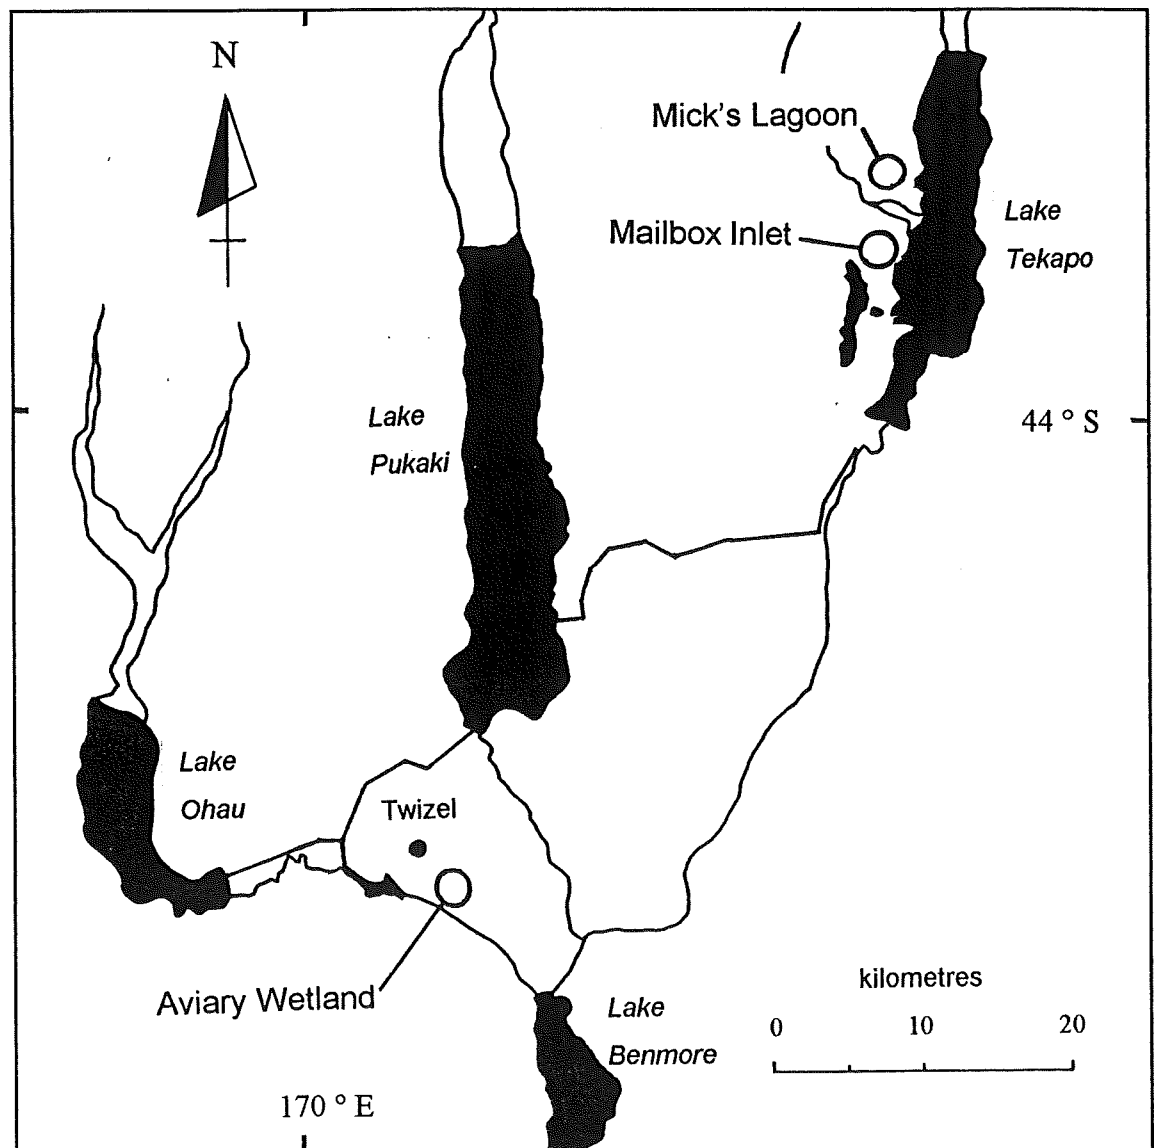 N
Mick's Lagoon
Mailbox Inlet
Lake
Tekapo
Lake
Pukaki
44 ° S
Lake
Ohau
Twizel
Aviary Wetland
kilometres
0 10 20
Lake
Benmore
170 ° E